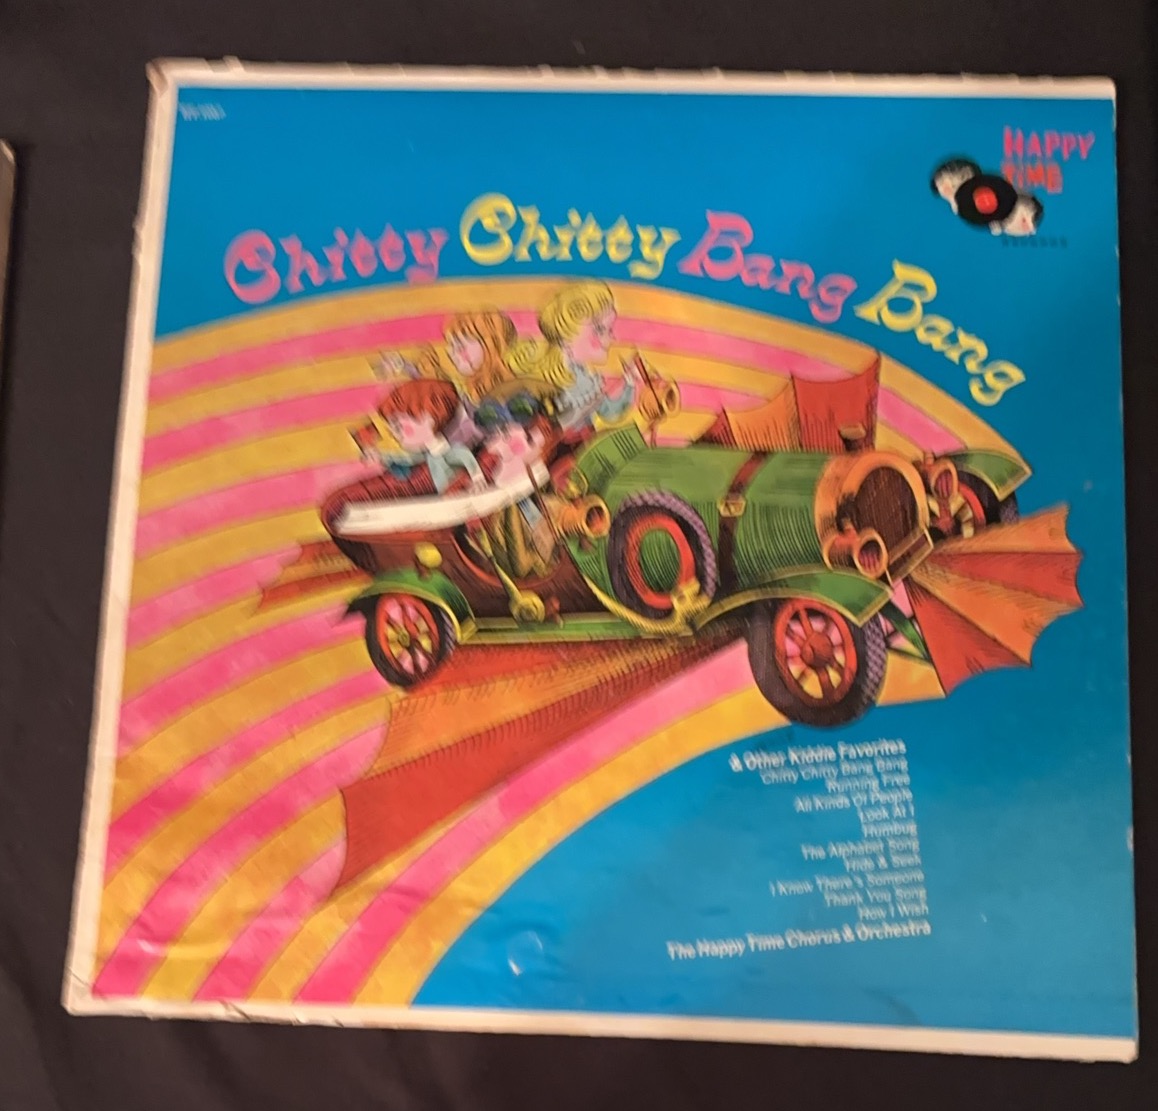 HAPPY
TIME
Chitty Chitty Bang Bang
& Other Kiddie Favorites
Chitty Chitty Bang Bang
Running Free
All Kinds Of People
Look At I
Humbug
The Alphabet Song
Hide & Seek
I Know There's Someone
Thank You Song
How I Wish
The Happy Time Chorus & Orchestra